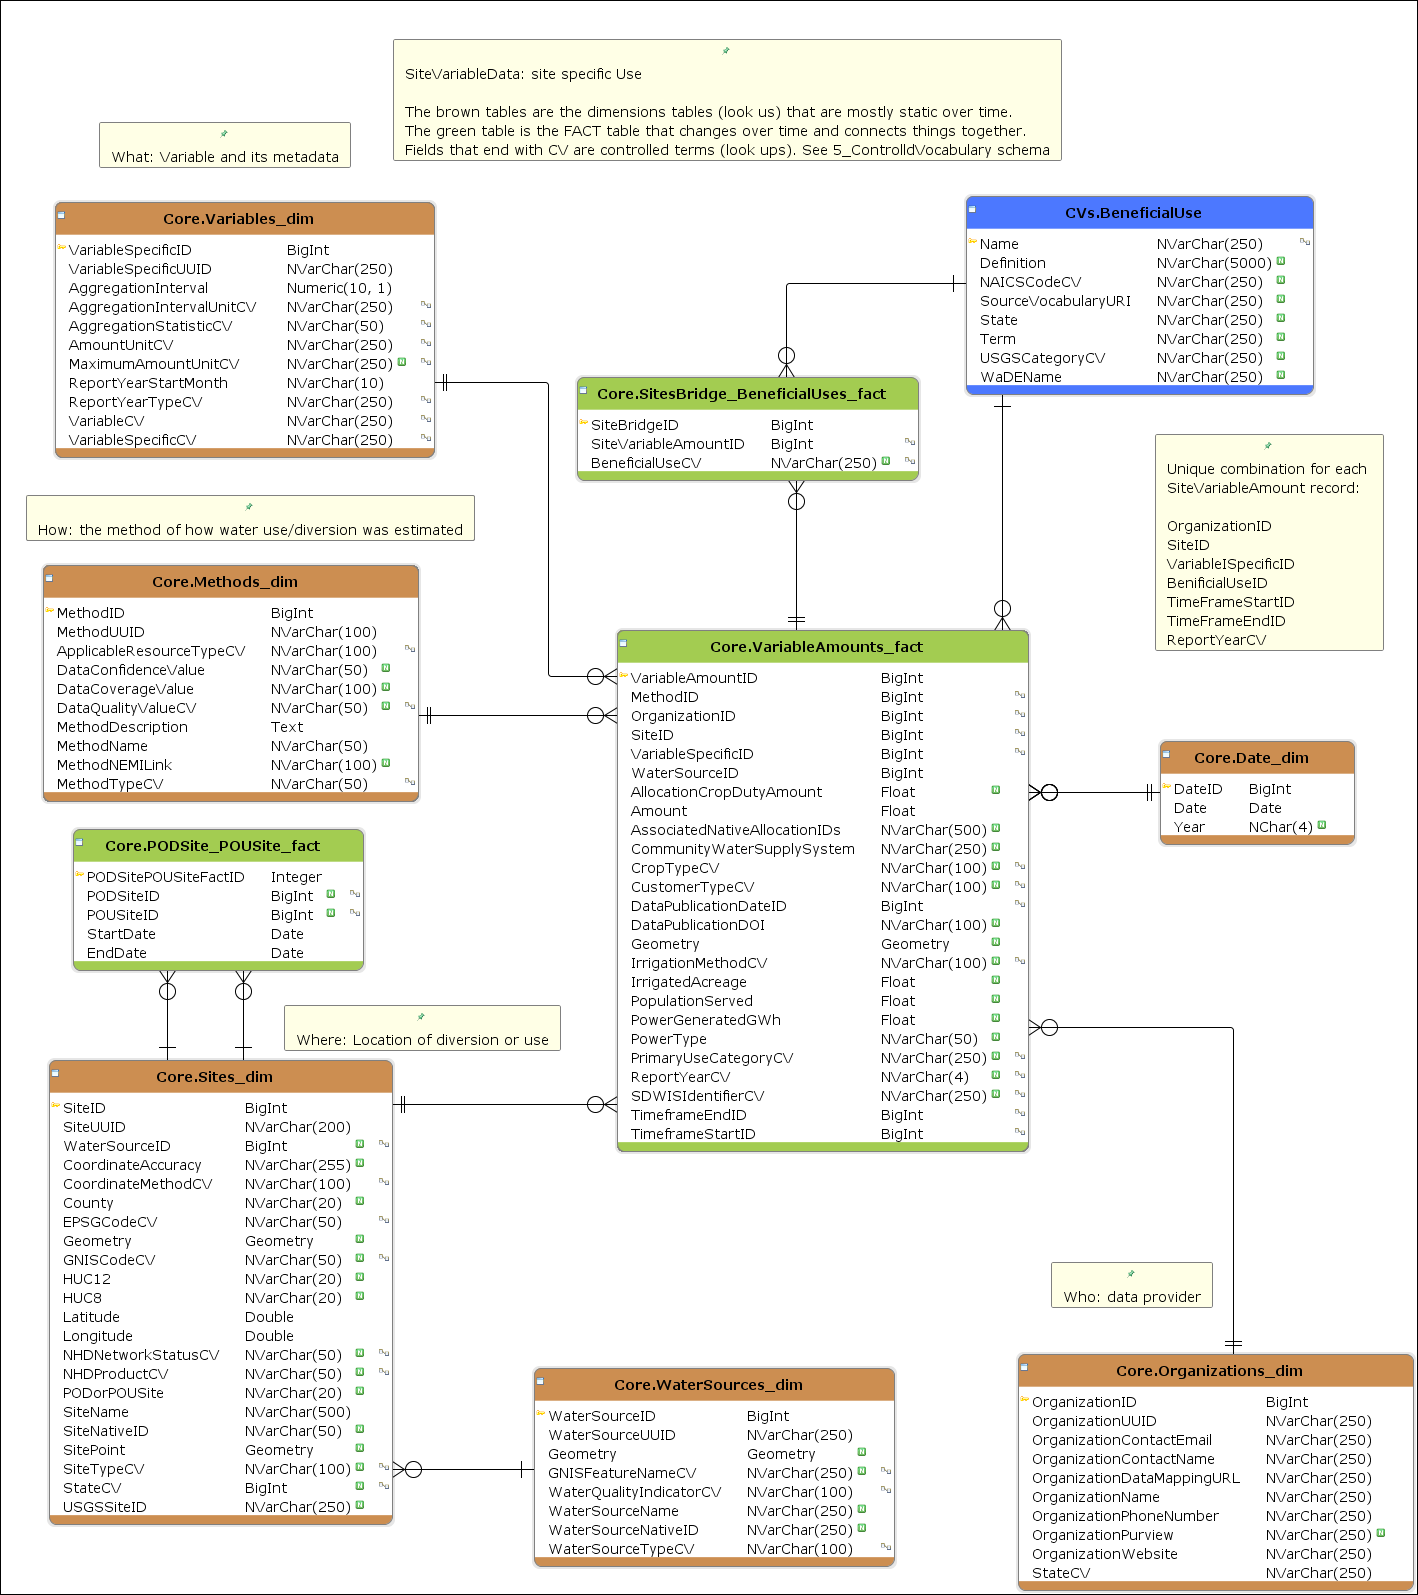 SiteVariableData: site specific Use
The brown tables are the dimensions tables (look us) that are mostly static over time.
The green table is the FACT table that changes over time and connects things together.
Fields that end with CV are controlled terms (look ups). See 5_ControlldVocabulary schema
What: Variable and its metadata
Core.Variables_dim
VariableSpecificID BigInt
VariableSpecificUUID NVarChar(250)
AggregationInterval Numeric(10, 1)
AggregationIntervalUnitCV NVarChar(250)
AggregationStatisticCV NVarChar(50)
AmountUnitCV NVarChar(250)
MaximumAmountUnitCV NVarChar(250) N
ReportYearStartMonth NVarChar(10)
ReportYearTypeCV NVarChar(250)
VariableCV NVarChar(250)
VariableSpecificCV NVarChar(250)
CVs.BeneficialUse
Name NVarChar(250)
Definition NVarChar(5000) N
NAICSCodeCV NVarChar(250) N
SourceVocabularyURI NVarChar(250) N
State NVarChar(250) N
Term NVarChar(250) N
USGSCategoryCV NVarChar(250) N
WaDEName NVarChar(250) N
Core.SitesBridge_BeneficialUses_fact
SiteBridgeID BigInt
SiteVariableAmountID BigInt
BeneficialUseCV NVarChar(250) N
Unique combination for each
SiteVariableAmount record:
OrganizationID
SiteID
VariableISpecificID
BenificialUseID
TimeFrameStartID
TimeFrameEndID
ReportYearCV
How: the method of how water use/diversion was estimated
Core.Methods_dim
MethodID BigInt
MethodUUID NVarChar(100)
ApplicableResourceTypeCV NVarChar(100)
DataConfidenceValue NVarChar(50) N
DataCoverageValue NVarChar(100) N
DataQualityValueCV NVarChar(50) N
MethodDescription Text
MethodName NVarChar(50)
MethodNEMILink NVarChar(100) N
MethodTypeCV NVarChar(50)
Core.VariableAmounts_fact
VariableAmountID BigInt
MethodID BigInt
OrganizationID BigInt
SiteID BigInt
VariableSpecificID BigInt
WaterSourceID BigInt
AllocationCropDutyAmount Float N
Amount Float
AssociatedNativeAllocationIDs NVarChar(500) N
CommunityWaterSupplySystem NVarChar(250) N
CropTypeCV NVarChar(100) N
CustomerTypeCV NVarChar(100) N
DataPublicationDateID BigInt
DataPublicationDOI NVarChar(100) N
Geometry Geometry N
IrrigationMethodCV NVarChar(100) N
IrrigatedAcreage Float N
PopulationServed Float N
PowerGeneratedGWh Float N
PowerType NVarChar(50) N
PrimaryUseCategoryCV NVarChar(250) N
ReportYearCV NVarChar(4) N
SDWISIdentifierCV NVarChar(250) N
TimeframeEndID BigInt
TimeframeStartID BigInt
Core.Date_dim
DateID BigInt
Date Date
Year NChar(4) N
Core.PODSite_POUSite_fact
PODSitePOUSiteFactID Integer
PODSiteID BigInt N
POUSiteID BigInt N
StartDate Date
EndDate Date
Where: Location of diversion or use
Core.Sites_dim
SiteID BigInt
SiteUUID NVarChar(200)
WaterSourceID BigInt N
CoordinateAccuracy NVarChar(255) N
CoordinateMethodCV NVarChar(100)
County NVarChar(20) N
EPSGCodeCV NVarChar(50)
Geometry Geometry N
GNISCodeCV NVarChar(50) N
HUC12 NVarChar(20) N
HUC8 NVarChar(20) N
Latitude Double
Longitude Double
NHDNetworkStatusCV NVarChar(50) N
NHDProductCV NVarChar(50) N
PODorPOUSite NVarChar(20) N
SiteName NVarChar(500)
SiteNativeID NVarChar(50) N
SitePoint Geometry N
SiteTypeCV NVarChar(100) N
StateCV BigInt N
USGSSiteID NVarChar(250) N
Core.WaterSources_dim
WaterSourceID BigInt
WaterSourceUUID NVarChar(250)
Geometry Geometry N
GNISFeatureNameCV NVarChar(250) N
WaterQualityIndicatorCV NVarChar(100)
WaterSourceName NVarChar(250) N
WaterSourceNativeID NVarChar(250) N
WaterSourceTypeCV NVarChar(100)
Who: data provider
Core.Organizations_dim
OrganizationID BigInt
OrganizationUUID NVarChar(250)
OrganizationContactEmail NVarChar(250)
OrganizationContactName NVarChar(250)
OrganizationDataMappingURL NVarChar(250)
OrganizationName NVarChar(250)
OrganizationPhoneNumber NVarChar(250)
OrganizationPurview NVarChar(250) N
OrganizationWebsite NVarChar(250)
StateCV NVarChar(250)